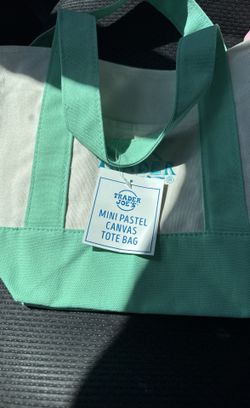 TRADER
JOE'S
MINI PASTEL
CANVAS
TOTE BAG